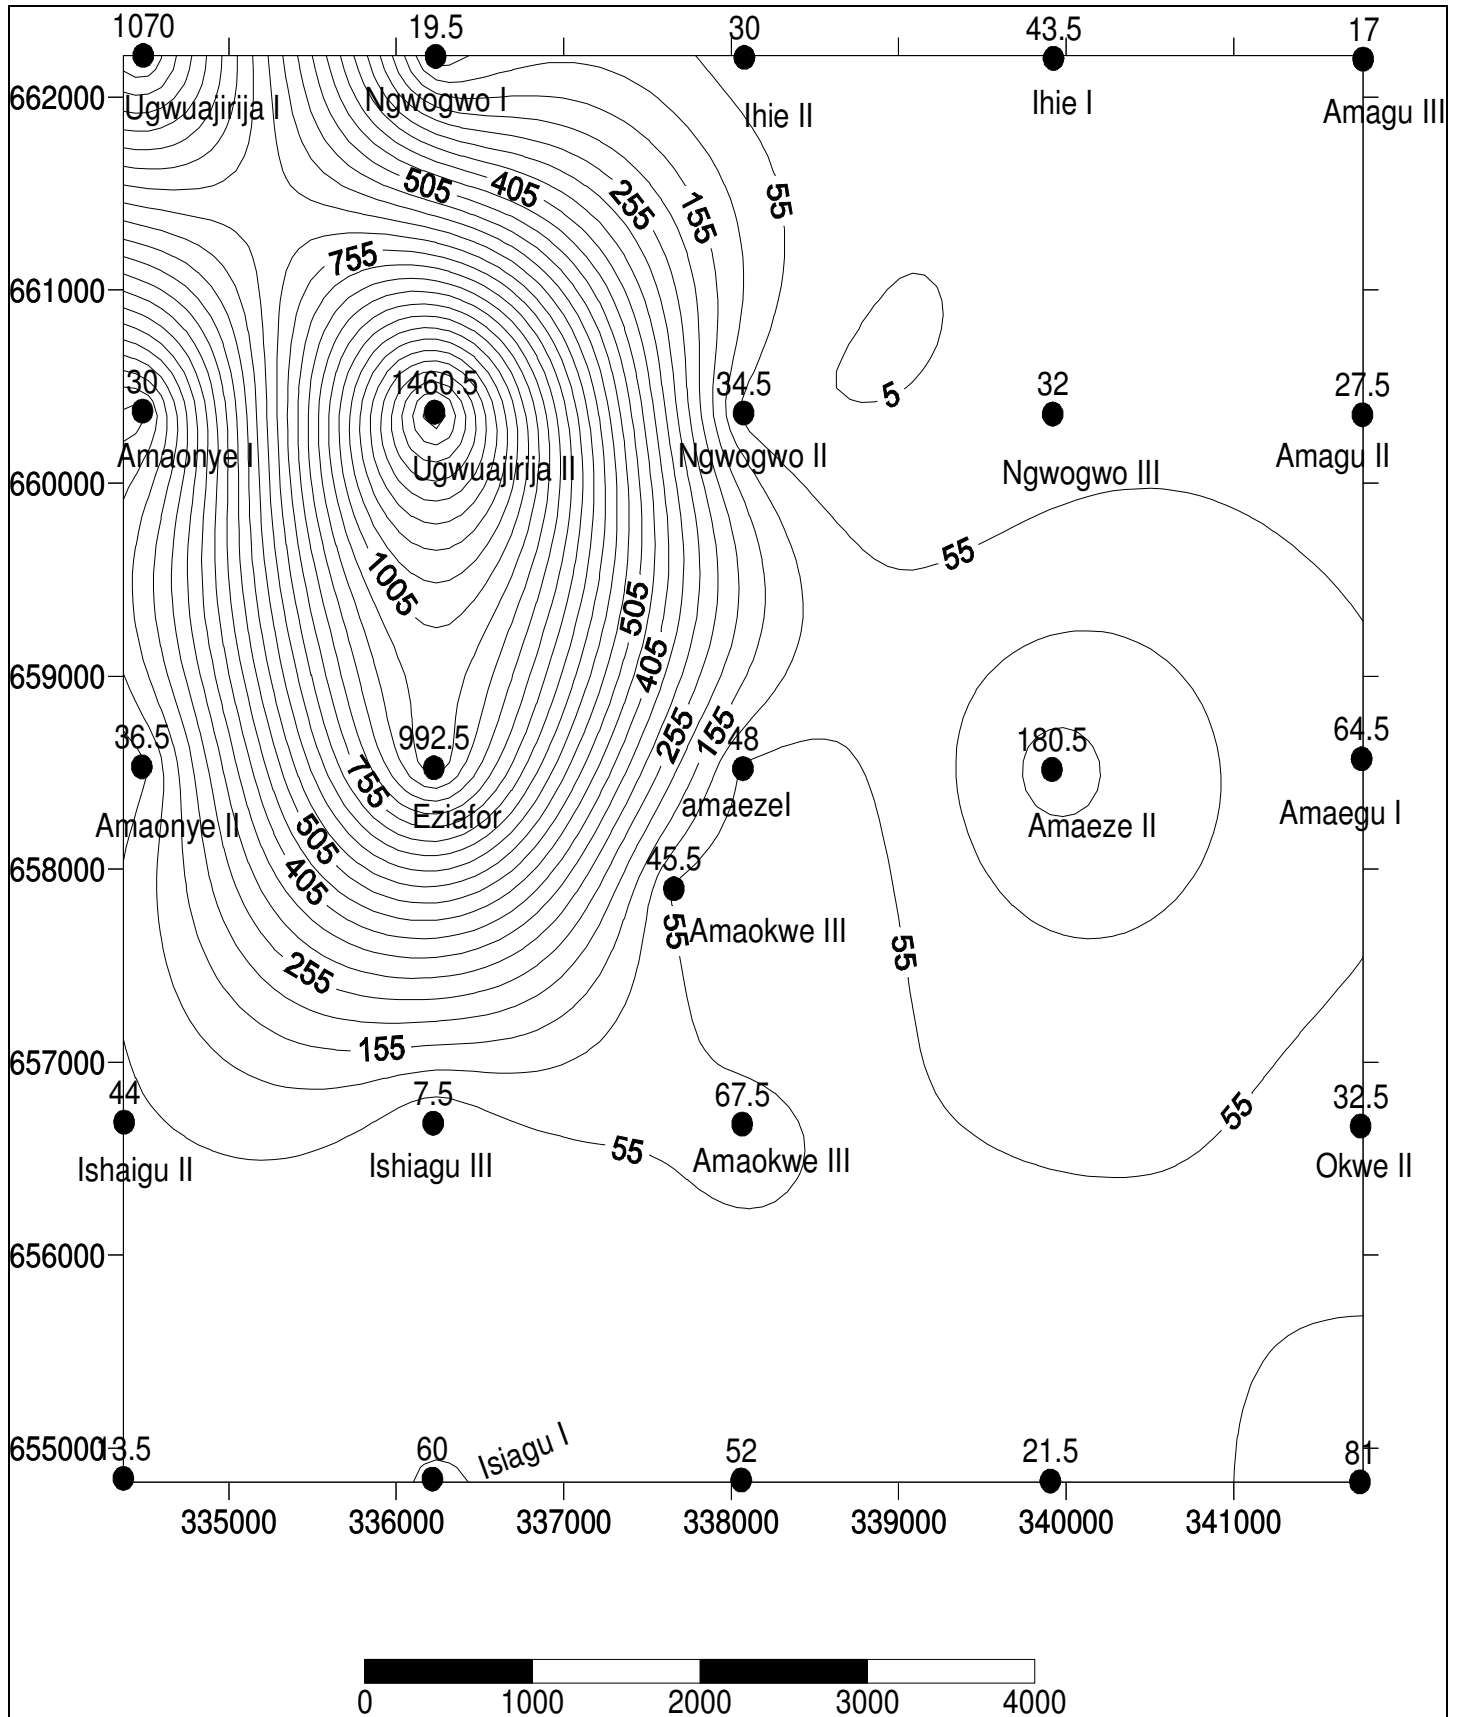 1070 19.5 30 43.5 17
662000
Ugwuajirija I Ngwogwo I Ihie II Ihie I Amagu III
505 405 255 155 55
755
661000
5
30 1460.5 34.5 32 27.5
Amaonye I Ugwuajirija II Ngwogwo II Ngwogwo III Amagu II
660000
55
1005 505
405
659000
36.5 992.5 255 155 48 180.5 64.5
755
Amaonye II Eziafor amaezeI Amaeze II Amaegu I
505
658000
405 45.5
55 Amaokwe III 55
255
155
657000
44 7.5 67.5 55 32.5
Ishaigu II Ishiagu III 55 Amaokwe III Okwe II
656000
655000
13.5 60 Isiagu I 52 21.5 81
335000 336000 337000 338000 339000 340000 341000
0 1000 2000 3000 4000